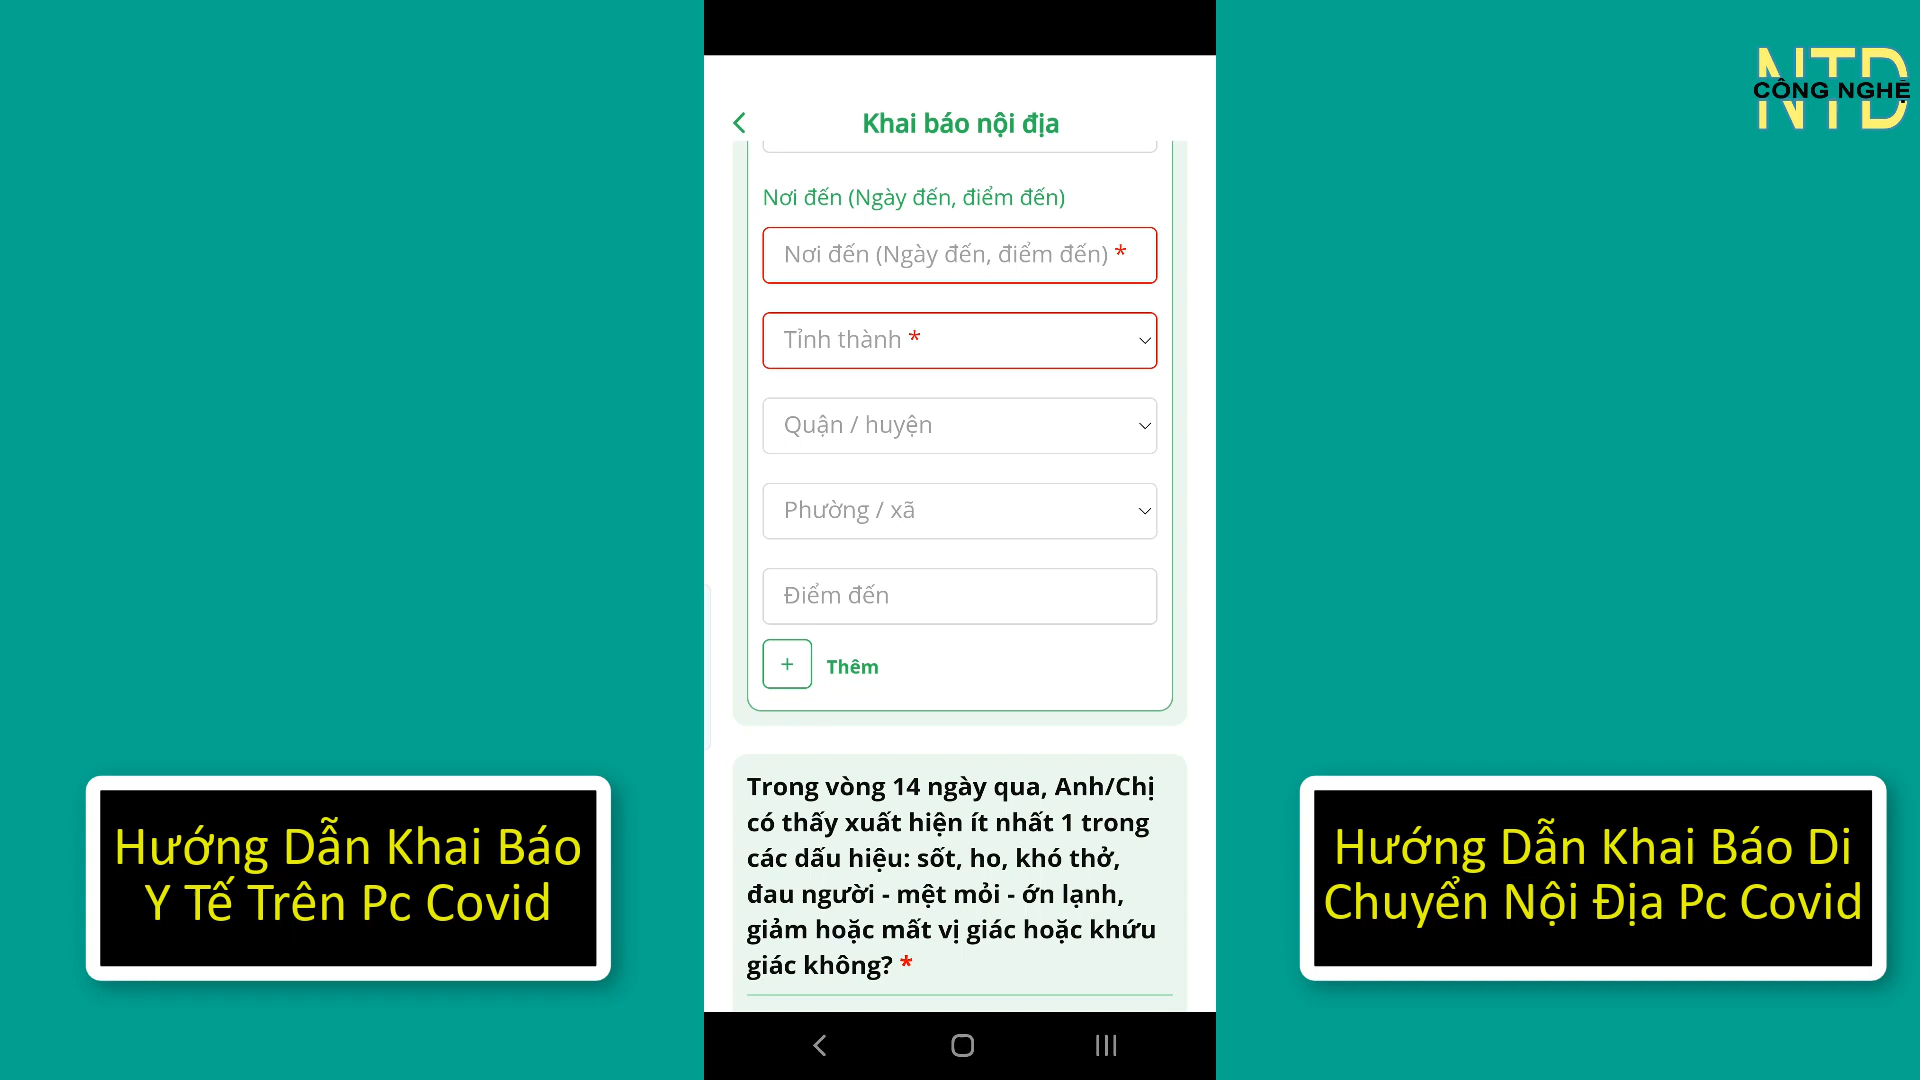 NTD
CÔNG NGHỆ
Khai báo nội địa
Nơi đến (Ngày đến, điểm đến)
Nơi đến (Ngày đến, điểm đến) *
Tỉnh thành *
Quận / huyện
Phường / xã
Điểm đến
+ Thêm
Trong vòng 14 ngày qua, Anh/Chị
có thấy xuất hiện ít nhất 1 trong
các dấu hiệu: sốt, ho, khó thở,
đau người - mệt mỏi - ớn lạnh,
giảm hoặc mất vị giác hoặc khứu
giác không? *
Hướng Dẫn Khai Báo
Y Tế Trên Pc Covid
Hướng Dẫn Khai Báo Di
Chuyển Nội Địa Pc Covid